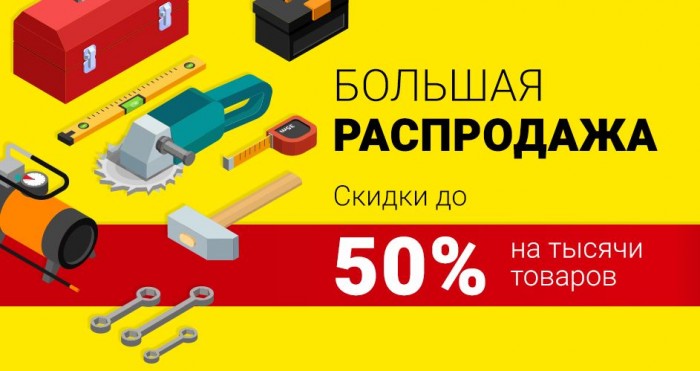 БОЛЬШАЯ
РАСПРОДАЖА
Скидки до
50%
на тысячи
товаров